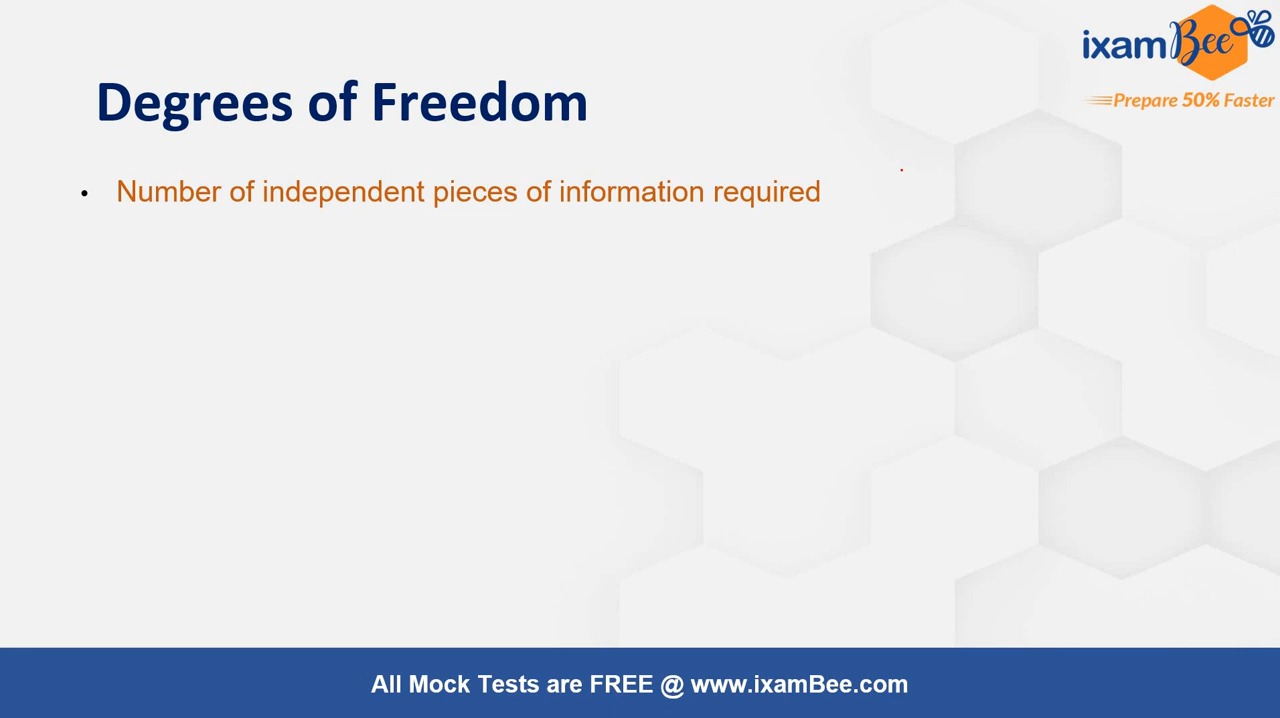 ixamBee
Prepare 50% Faster
Degrees of Freedom
• Number of independent pieces of information required
All Mock Tests are FREE @ www.ixamBee.com